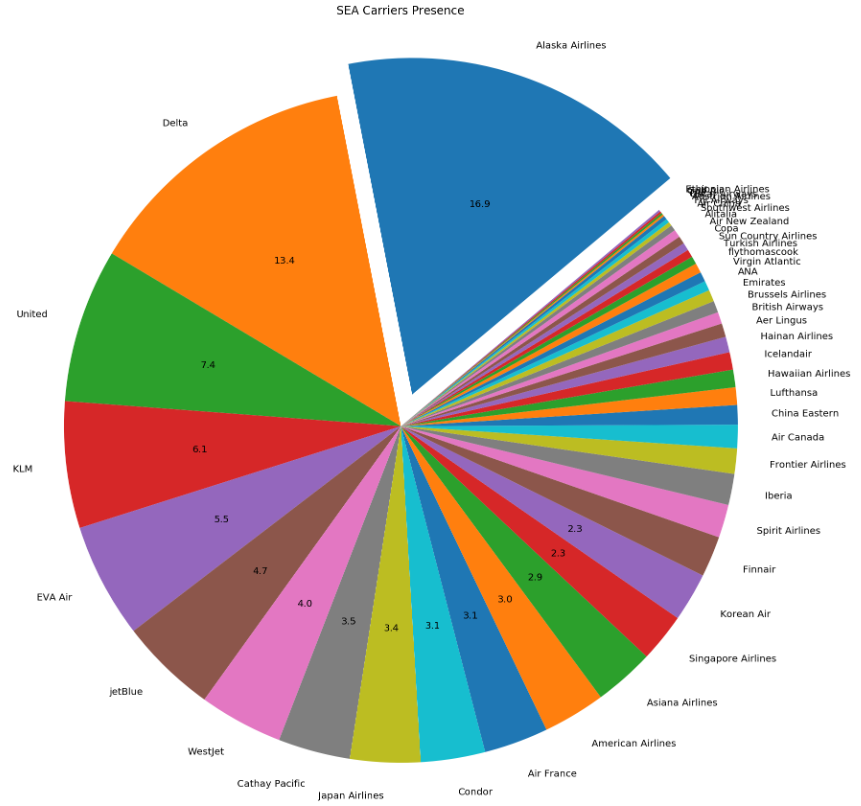 SEA Carriers Presence
Alaska Airlines
16.9
Delta
13.4
United
7.4
KLM
6.1
EVA Air
5.5
jetBlue
4.7
WestJet
4.0
Cathay Pacific
3.5
Japan Airlines
3.4
Condor
3.1
Air France
3.1
American Airlines
3.0
Asiana Airlines
2.9
Singapore Airlines
2.3
Korean Air
2.3
Finnair
Spirit Airlines
Iberia
Frontier Airlines
Air Canada
China Eastern
Lufthansa
Hawaiian Airlines
Icelandair
Hainan Airlines
Aer Lingus
British Airways
Brussels Airlines
Emirates
ANA
Virgin Atlantic
flythomascook
Turkish Airlines
Sun Country Airlines
Copa
Air New Zealand
Alitalia
Southwest Airlines
Ethiopian Airlines